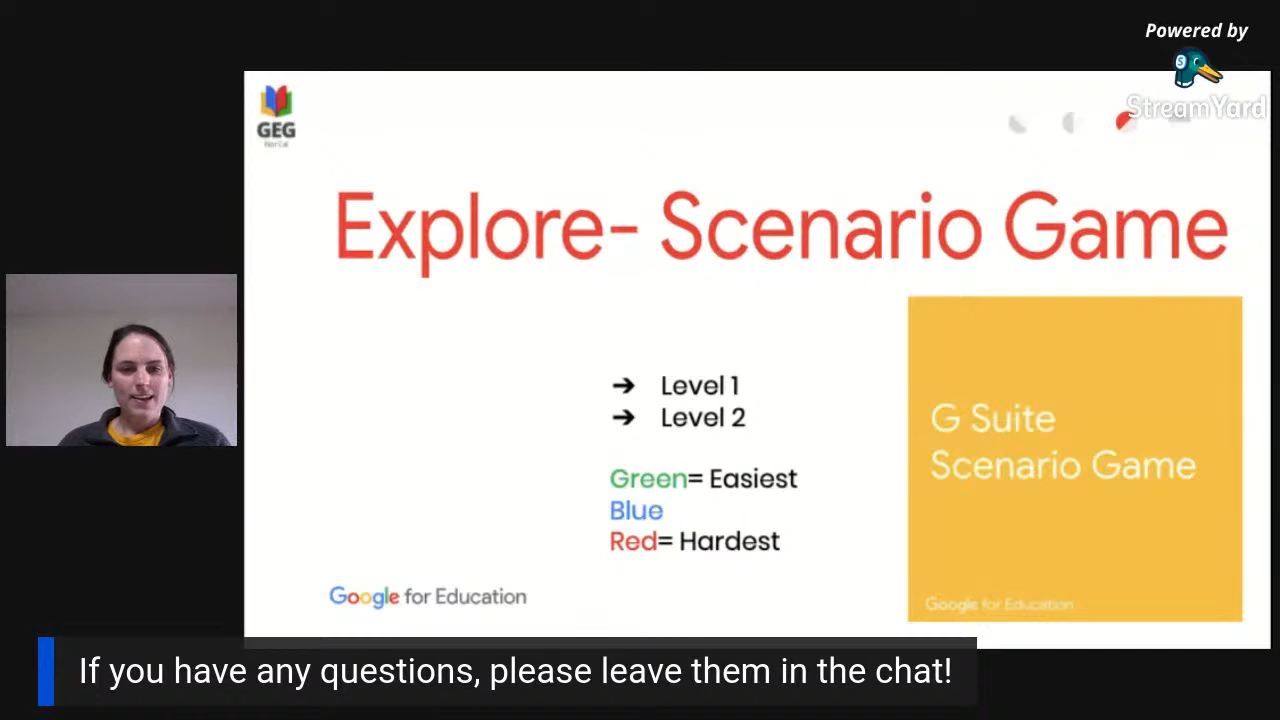 Powered by
StreamYard
GEG
NorCal
Explore- Scenario Game
➔ Level 1
➔ Level 2
Green= Easiest
Blue
Red= Hardest
G Suite
Scenario Game
Google for Education
Google for Education
If you have any questions, please leave them in the chat!